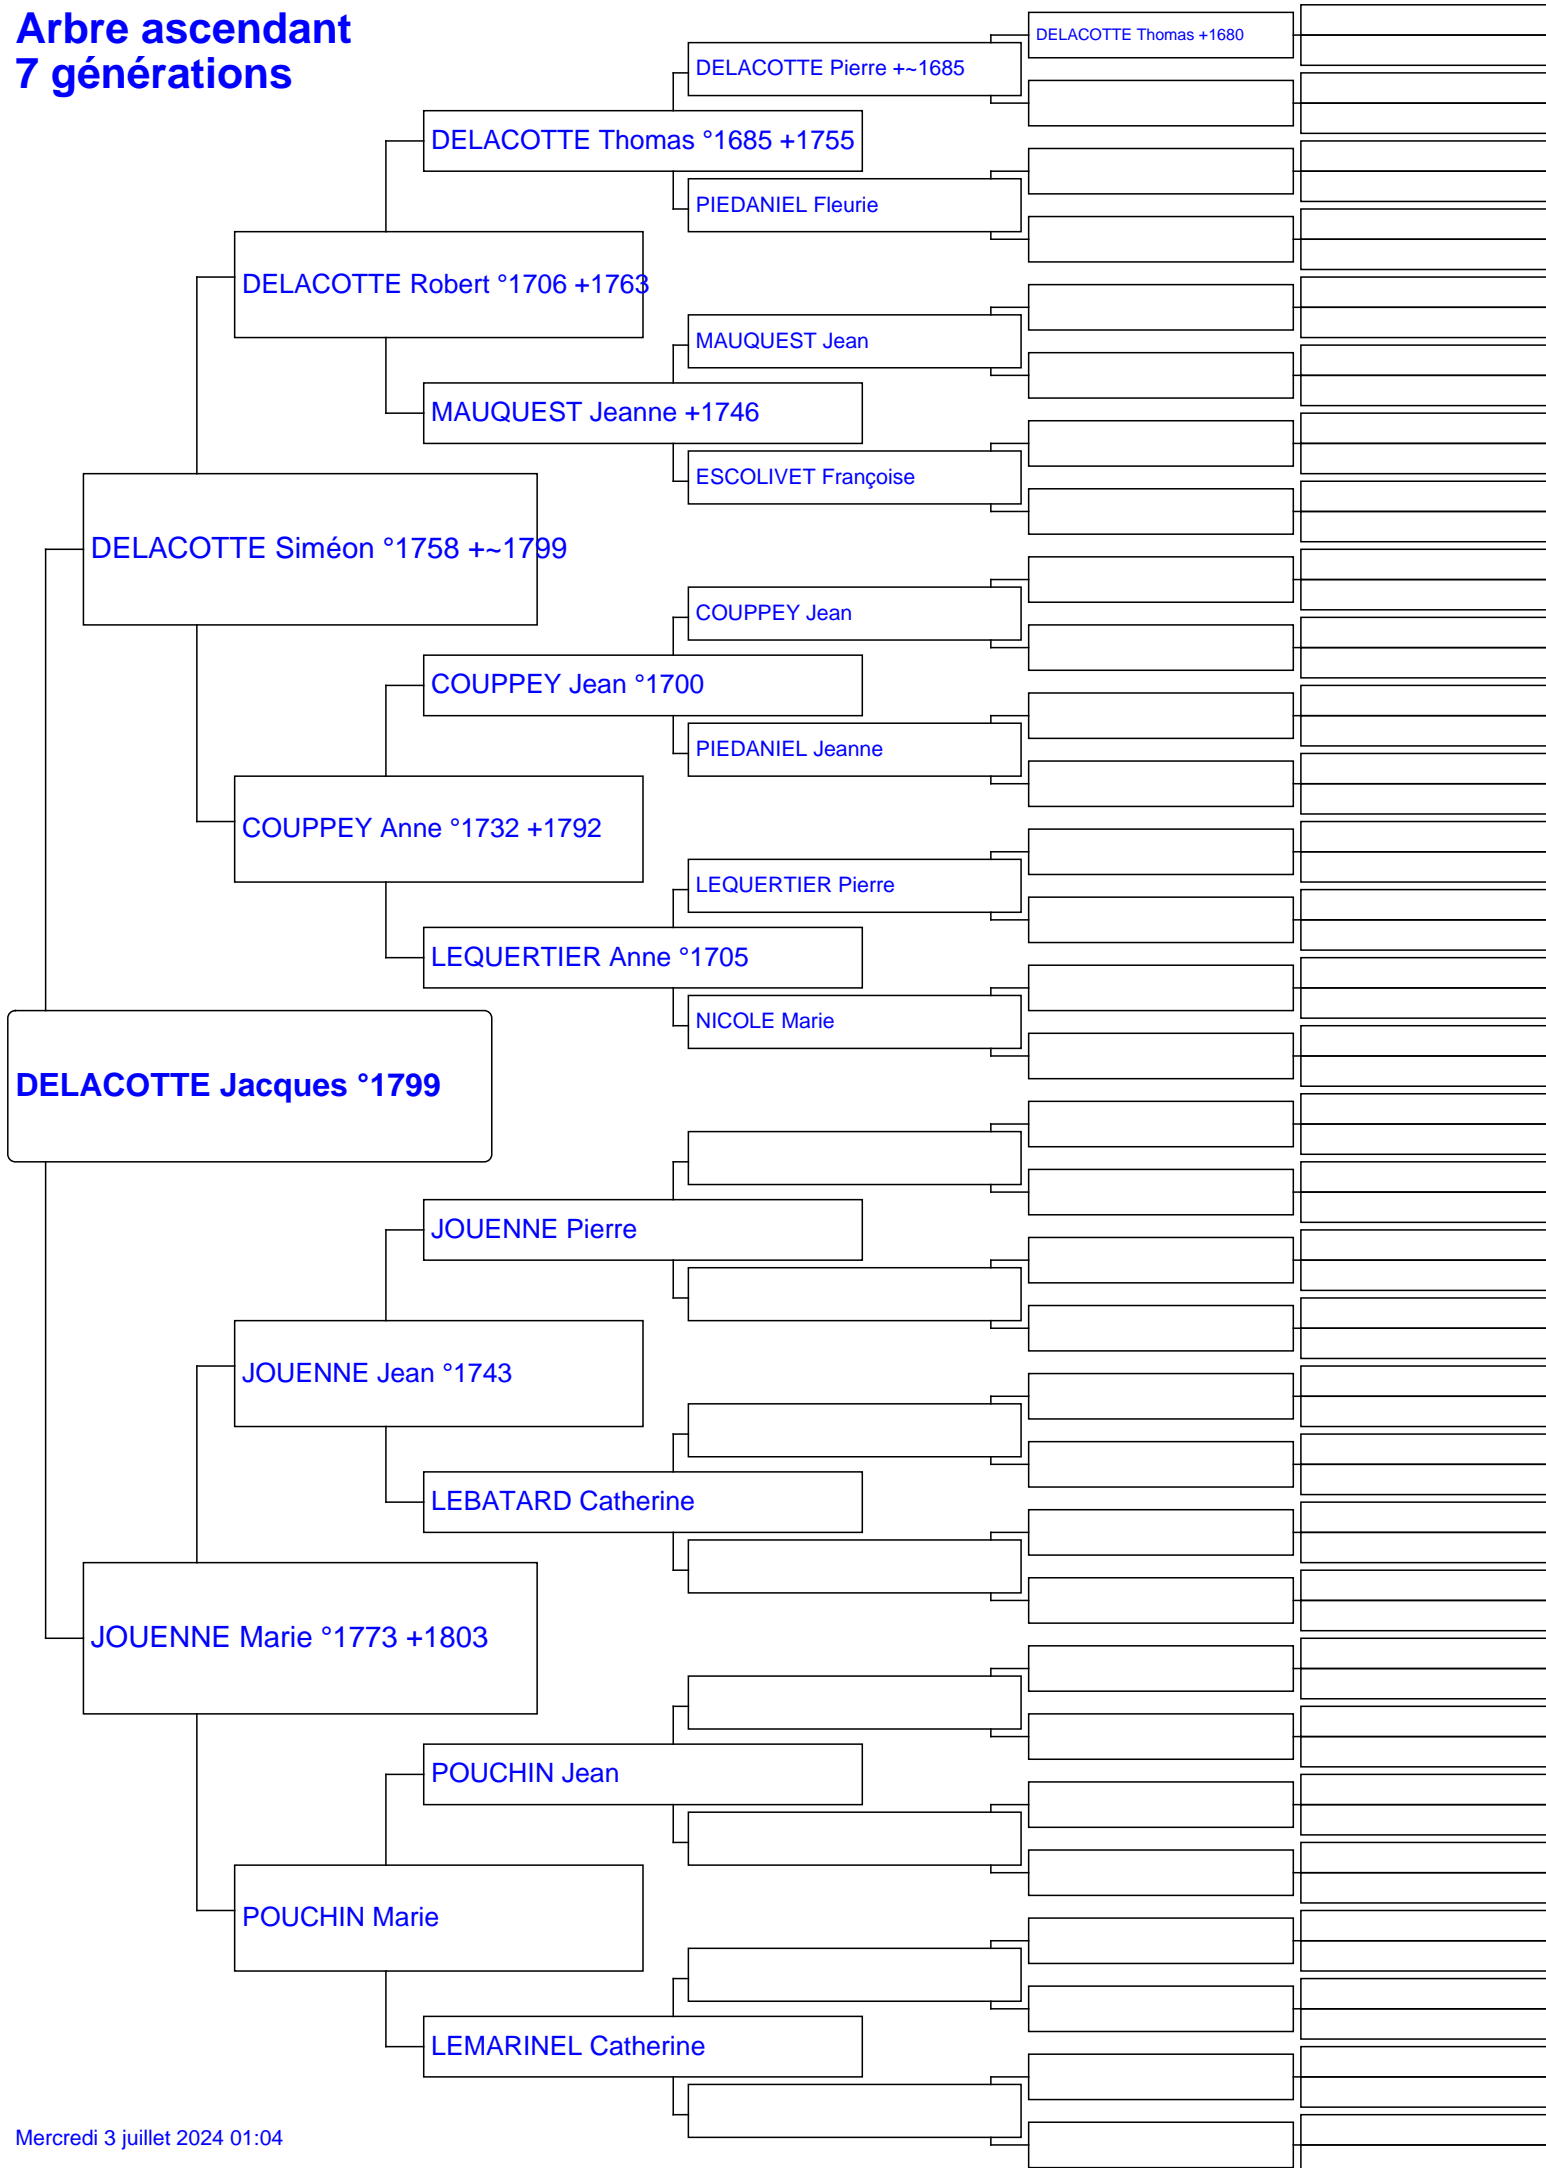 Arbre ascendant
7 générations
DELACOTTE Thomas +1680
DELACOTTE Pierre +~1685
DELACOTTE Thomas °1685 +1755
PIEDANIEL Fleurie
DELACOTTE Robert °1706 +1763
MAUQUEST Jean
MAUQUEST Jeanne +1746
ESCOLIVET Françoise
DELACOTTE Siméon °1758 +~1799
COUPPEY Jean
COUPPEY Jean °1700
PIEDANIEL Jeanne
COUPPEY Anne °1732 +1792
LEQUERTIER Pierre
LEQUERTIER Anne °1705
NICOLE Marie
DELACOTTE Jacques °1799
JOUENNE Pierre
JOUENNE Jean °1743
LEBATARD Catherine
JOUENNE Marie °1773 +1803
POUCHIN Jean
POUCHIN Marie
LEMARINEL Catherine
Mercredi 3 juillet 2024 01:04